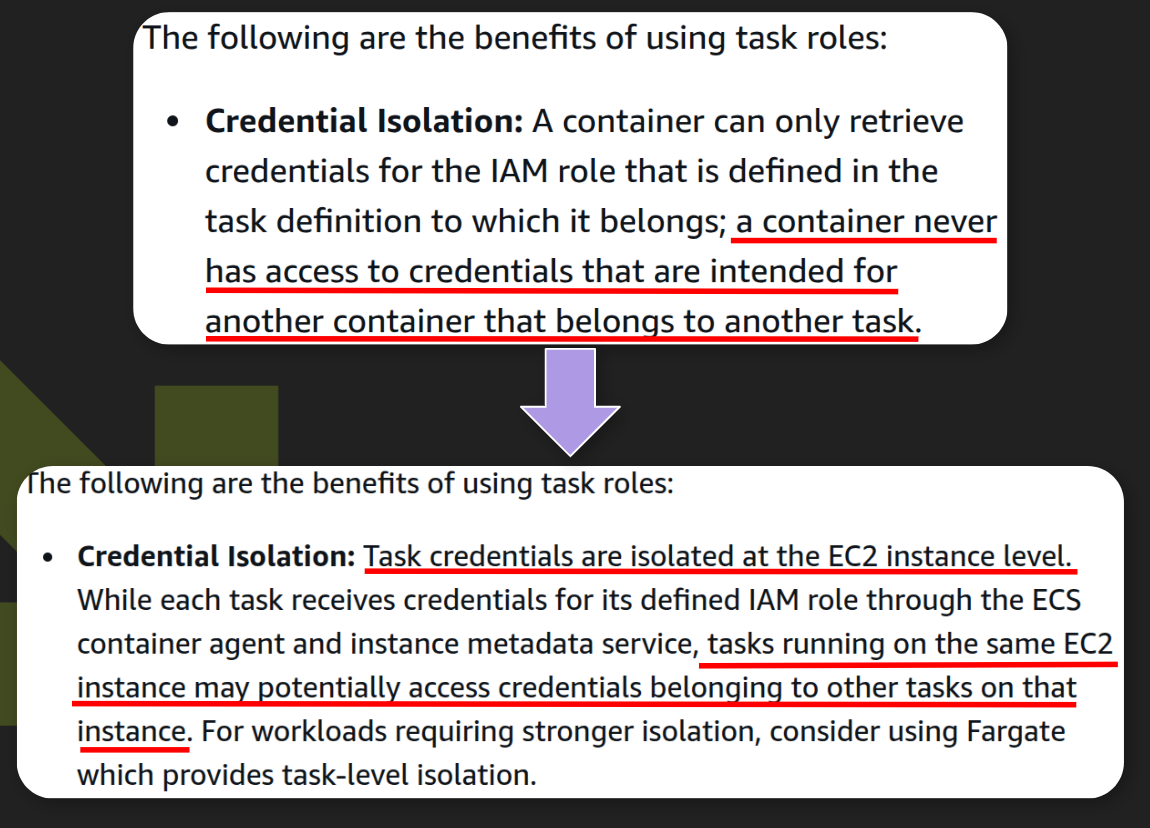 The following are the benefits of using task roles:
• Credential Isolation: A container can only retrieve
credentials for the IAM role that is defined in the
task definition to which it belongs; a container never
has access to credentials that are intended for
another container that belongs to another task.
The following are the benefits of using task roles:
• Credential Isolation: Task credentials are isolated at the EC2 instance level.
While each task receives credentials for its defined IAM role through the ECS
container agent and instance metadata service, tasks running on the same EC2
instance may potentially access credentials belonging to other tasks on that
instance. For workloads requiring stronger isolation, consider using Fargate
which provides task-level isolation.